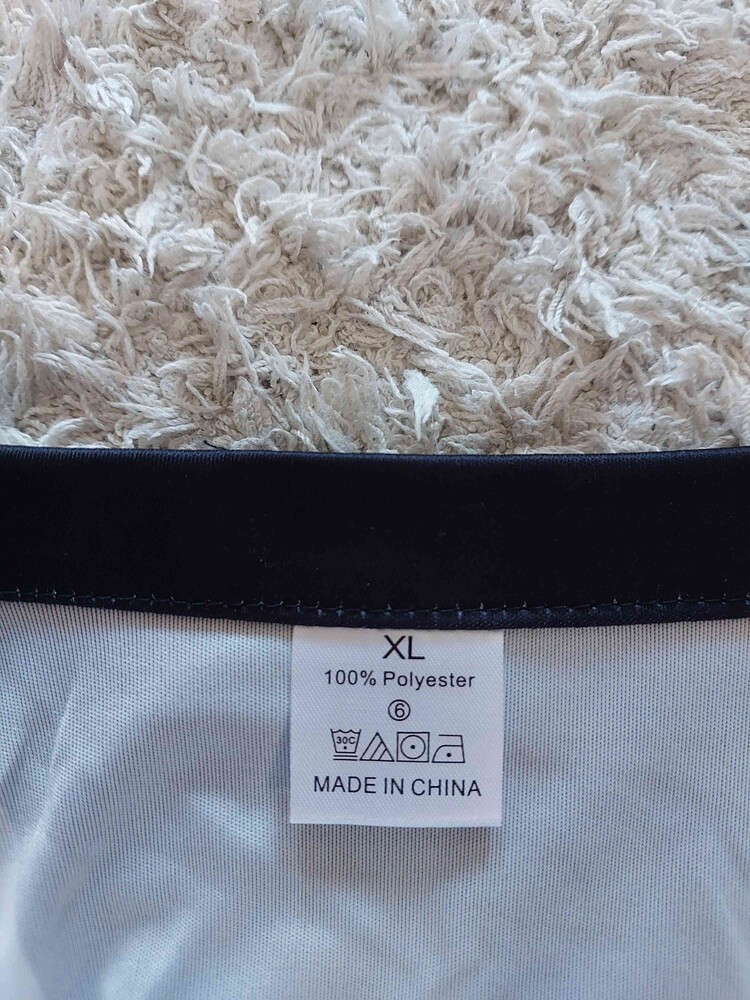 XL
100% Polyester
⑥
30C
MADE IN CHINA